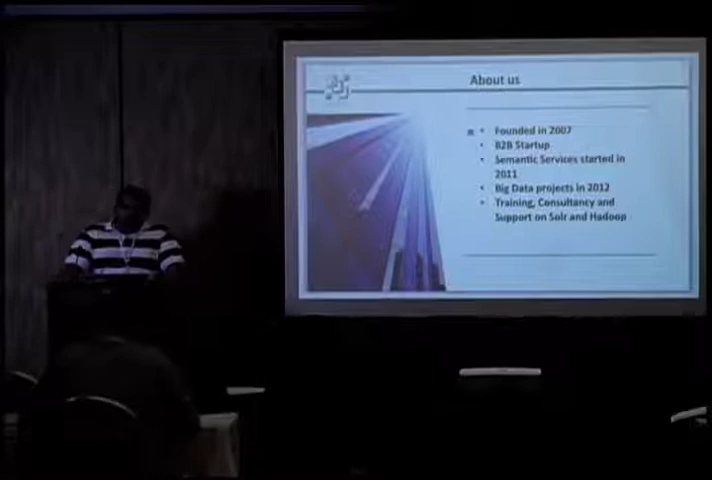 About us
• Founded in 2007
• B2B Startup
• Semantic Services started in
2011
• Big Data projects in 2012
• Training, Consultancy and
Support on Solr and Hadoop